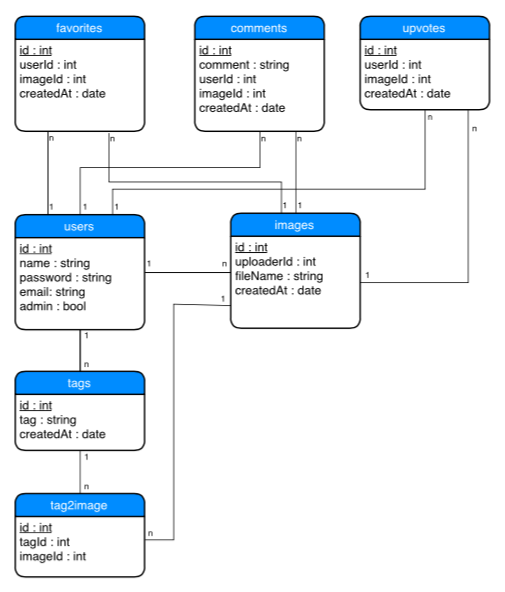 favorites
id : int
userId : int
imageId : int
createdAt : date
comments
id : int
comment : string
userId : int
imageId : int
createdAt : date
upvotes
id : int
userId : int
imageId : int
createdAt : date
n
n
n
n
n
n
1
1
1
1
1
users
id : int
name : string
password : string
email: string
admin : bool
images
id : int
uploaderId : int
fileName : string
createdAt : date
1
n
1
1
1
n
tags
id : int
tag : string
createdAt : date
1
n
tag2image
id : int
tagId : int
imageId : int
n